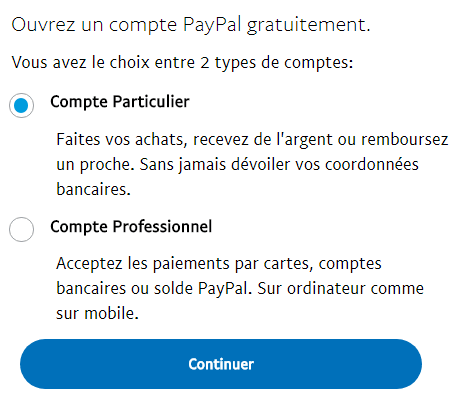 Ouvrez un compte PayPal gratuitement.
Vous avez le choix entre 2 types de comptes:
Compte Particulier
Faites vos achats, recevez de l'argent ou remboursez
un proche. Sans jamais dévoiler vos coordonnées
bancaires.
Compte Professionnel
Acceptez les paiements par cartes, comptes
bancaires ou solde PayPal. Sur ordinateur comme
sur mobile.
Continuer